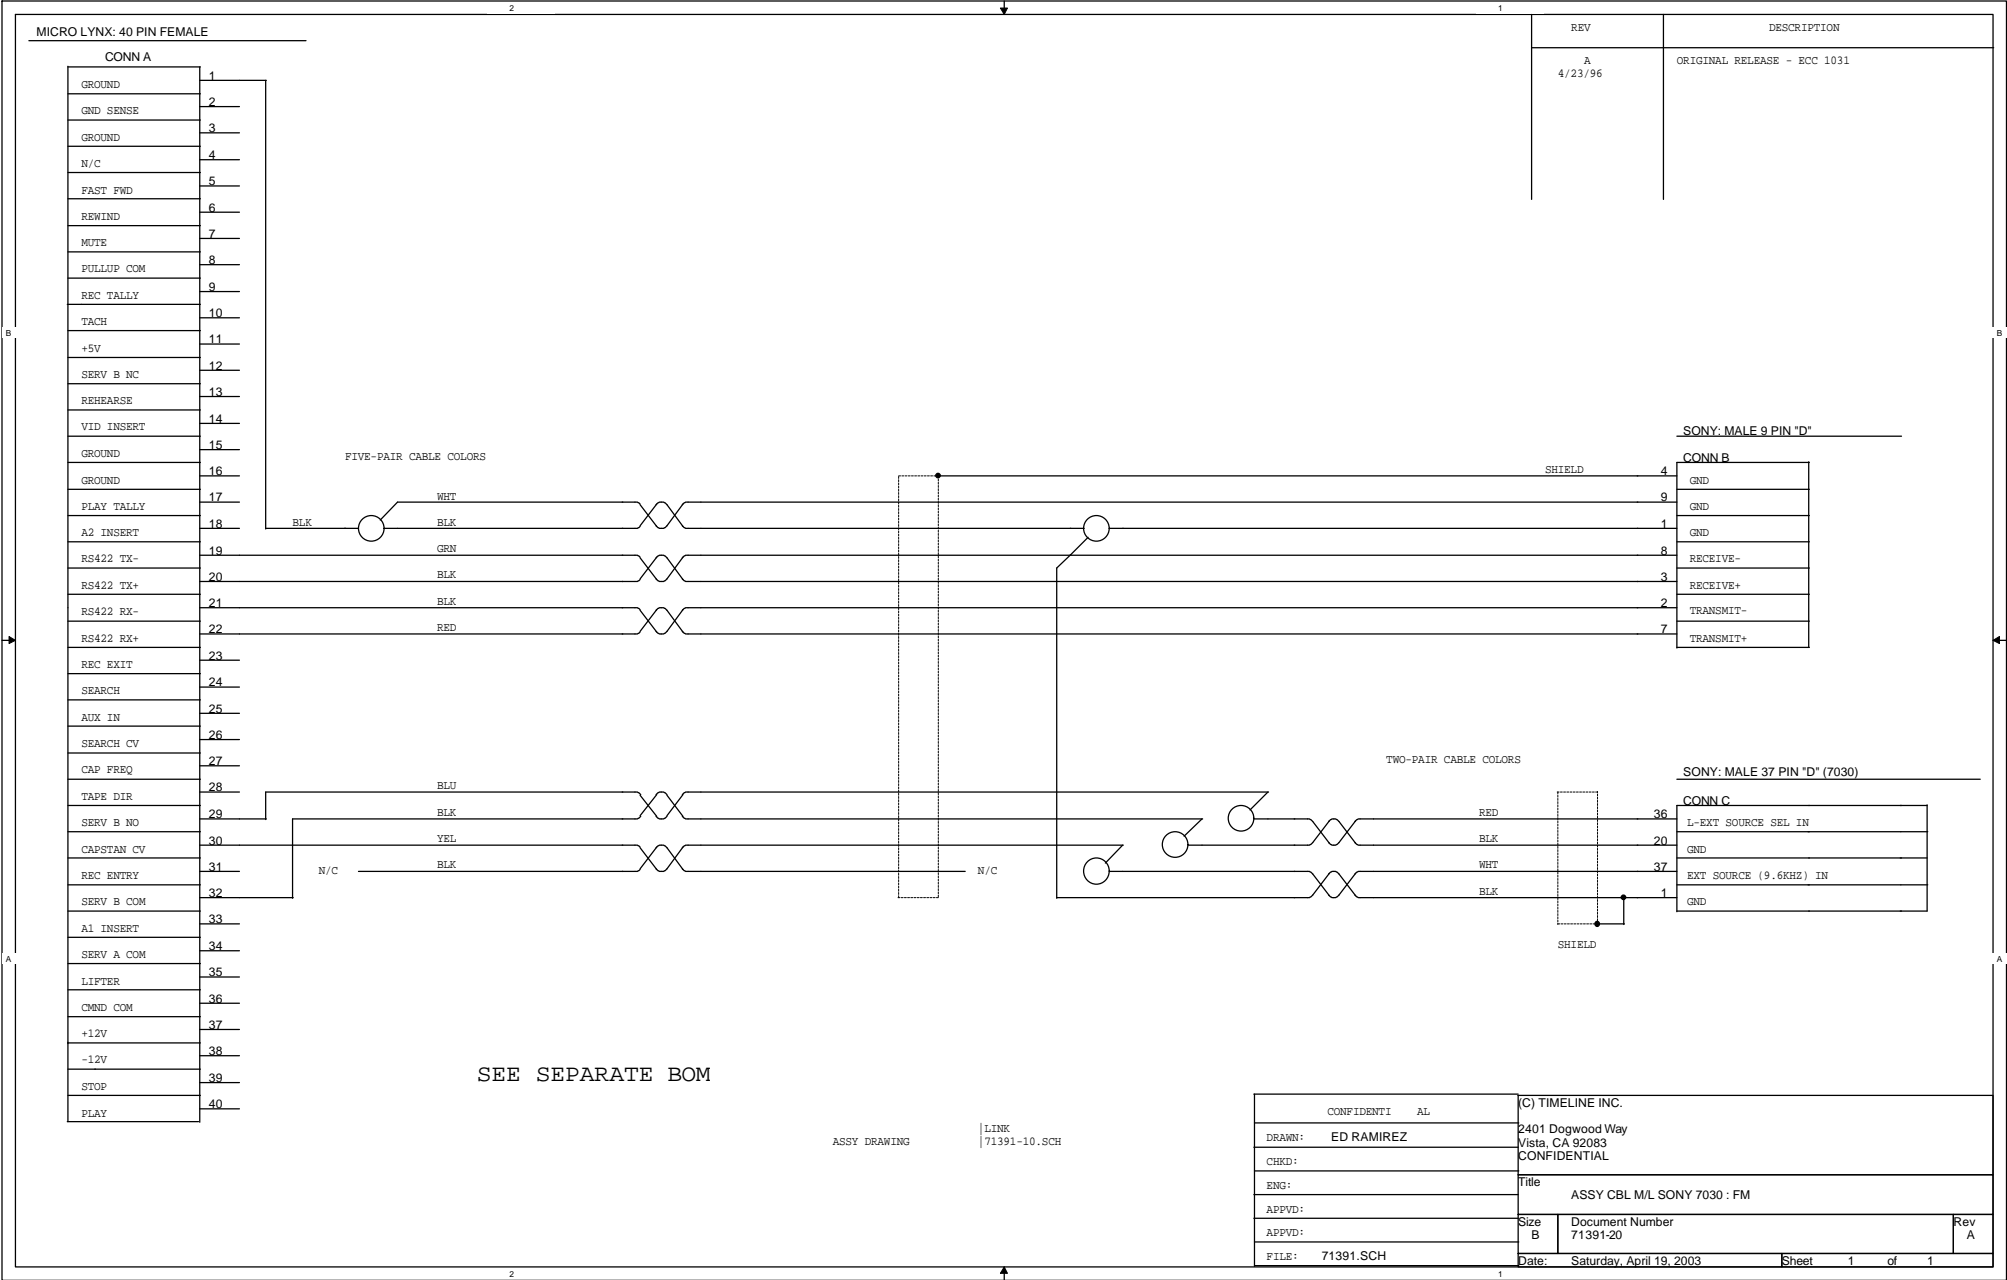 2
1
MICRO LYNX: 40 PIN FEMALE
CONN A
GROUND 1
GND SENSE 2
GROUND 3
N/C 4
FAST FWD 5
REWIND 6
MUTE 7
PULLUP COM 8
REC TALLY 9
TACH 10
+5V 11
SERV B NC 12
REHEARSE 13
VID INSERT 14
GROUND 15
GROUND 16
PLAY TALLY 17
A2 INSERT 18
RS422 TX- 19
RS422 TX+ 20
RS422 RX- 21
RS422 RX+ 22
REC EXIT 23
SEARCH 24
AUX IN 25
SEARCH CV 26
CAP FREQ 27
TAPE DIR 28
SERV B NO 29
CAPSTAN CV 30
REC ENTRY 31
SERV B COM 32
A1 INSERT 33
SERV A COM 34
LIFTER 35
CMND COM 36
+12V 37
-12V 38
STOP 39
PLAY 40
REV DESCRIPTION
A ORIGINAL RELEASE - ECC 1031
4/23/96
B
B
FIVE-PAIR CABLE COLORS
BLK
WHT
BLK
GRN
BLK
BLK
RED
SHIELD
SONY: MALE 9 PIN "D"
CONN B
4 GND
9 GND
1 GND
8 RECEIVE-
3 RECEIVE+
2 TRANSMIT-
7 TRANSMIT+
BLU
BLK
YEL
N/C BLK N/C
TWO-PAIR CABLE COLORS
RED
BLK
WHT
BLK
SHIELD
SONY: MALE 37 PIN "D" (7030)
CONN C
36 L-EXT SOURCE SEL IN
20 GND
37 EXT SOURCE (9.6KHZ) IN
1 GND
A
A
SEE SEPARATE BOM
ASSY DRAWING
|LINK
|71391-10.SCH
CONFIDENTI AL
DRAWN: ED RAMIREZ
CHKD:
ENG:
APPVD:
APPVD:
FILE: 71391.SCH
(C) TIMELINE INC.
2401 Dogwood Way
Vista, CA 92083
CONFIDENTIAL
Title
ASSY CBL M/L SONY 7030 : FM
Size Document Number Rev
B 71391-20 A
Date: Saturday, April 19, 2003 Sheet 1 of 1
2
1